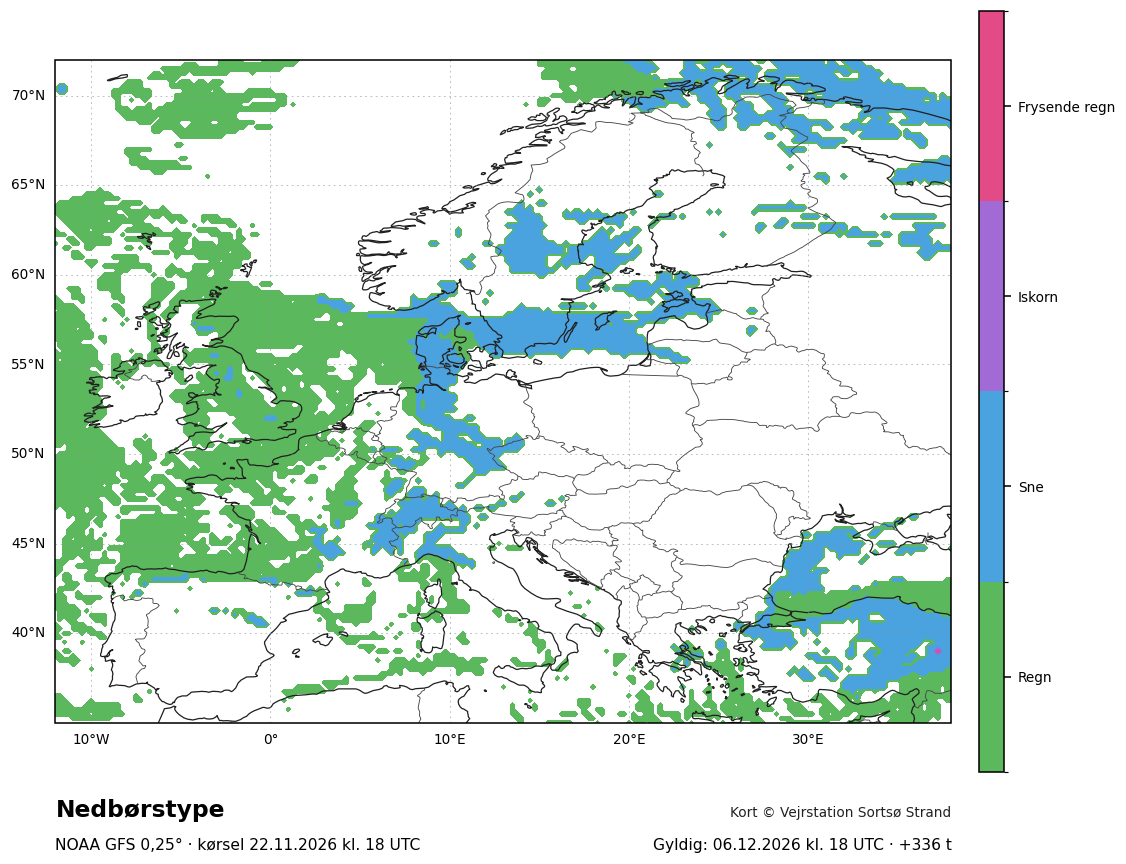 70°N
65°N
60°N
55°N
50°N
45°N
40°N
10°W
0°
10°E
20°E
30°E
Frysende regn
Iskorn
Sne
Regn
Nedbørstype
Kort © Vejrstation Sortsø Strand
NOAA GFS 0,25° · kørsel 22.11.2026 kl. 18 UTC
Gyldig: 06.12.2026 kl. 18 UTC · +336 t